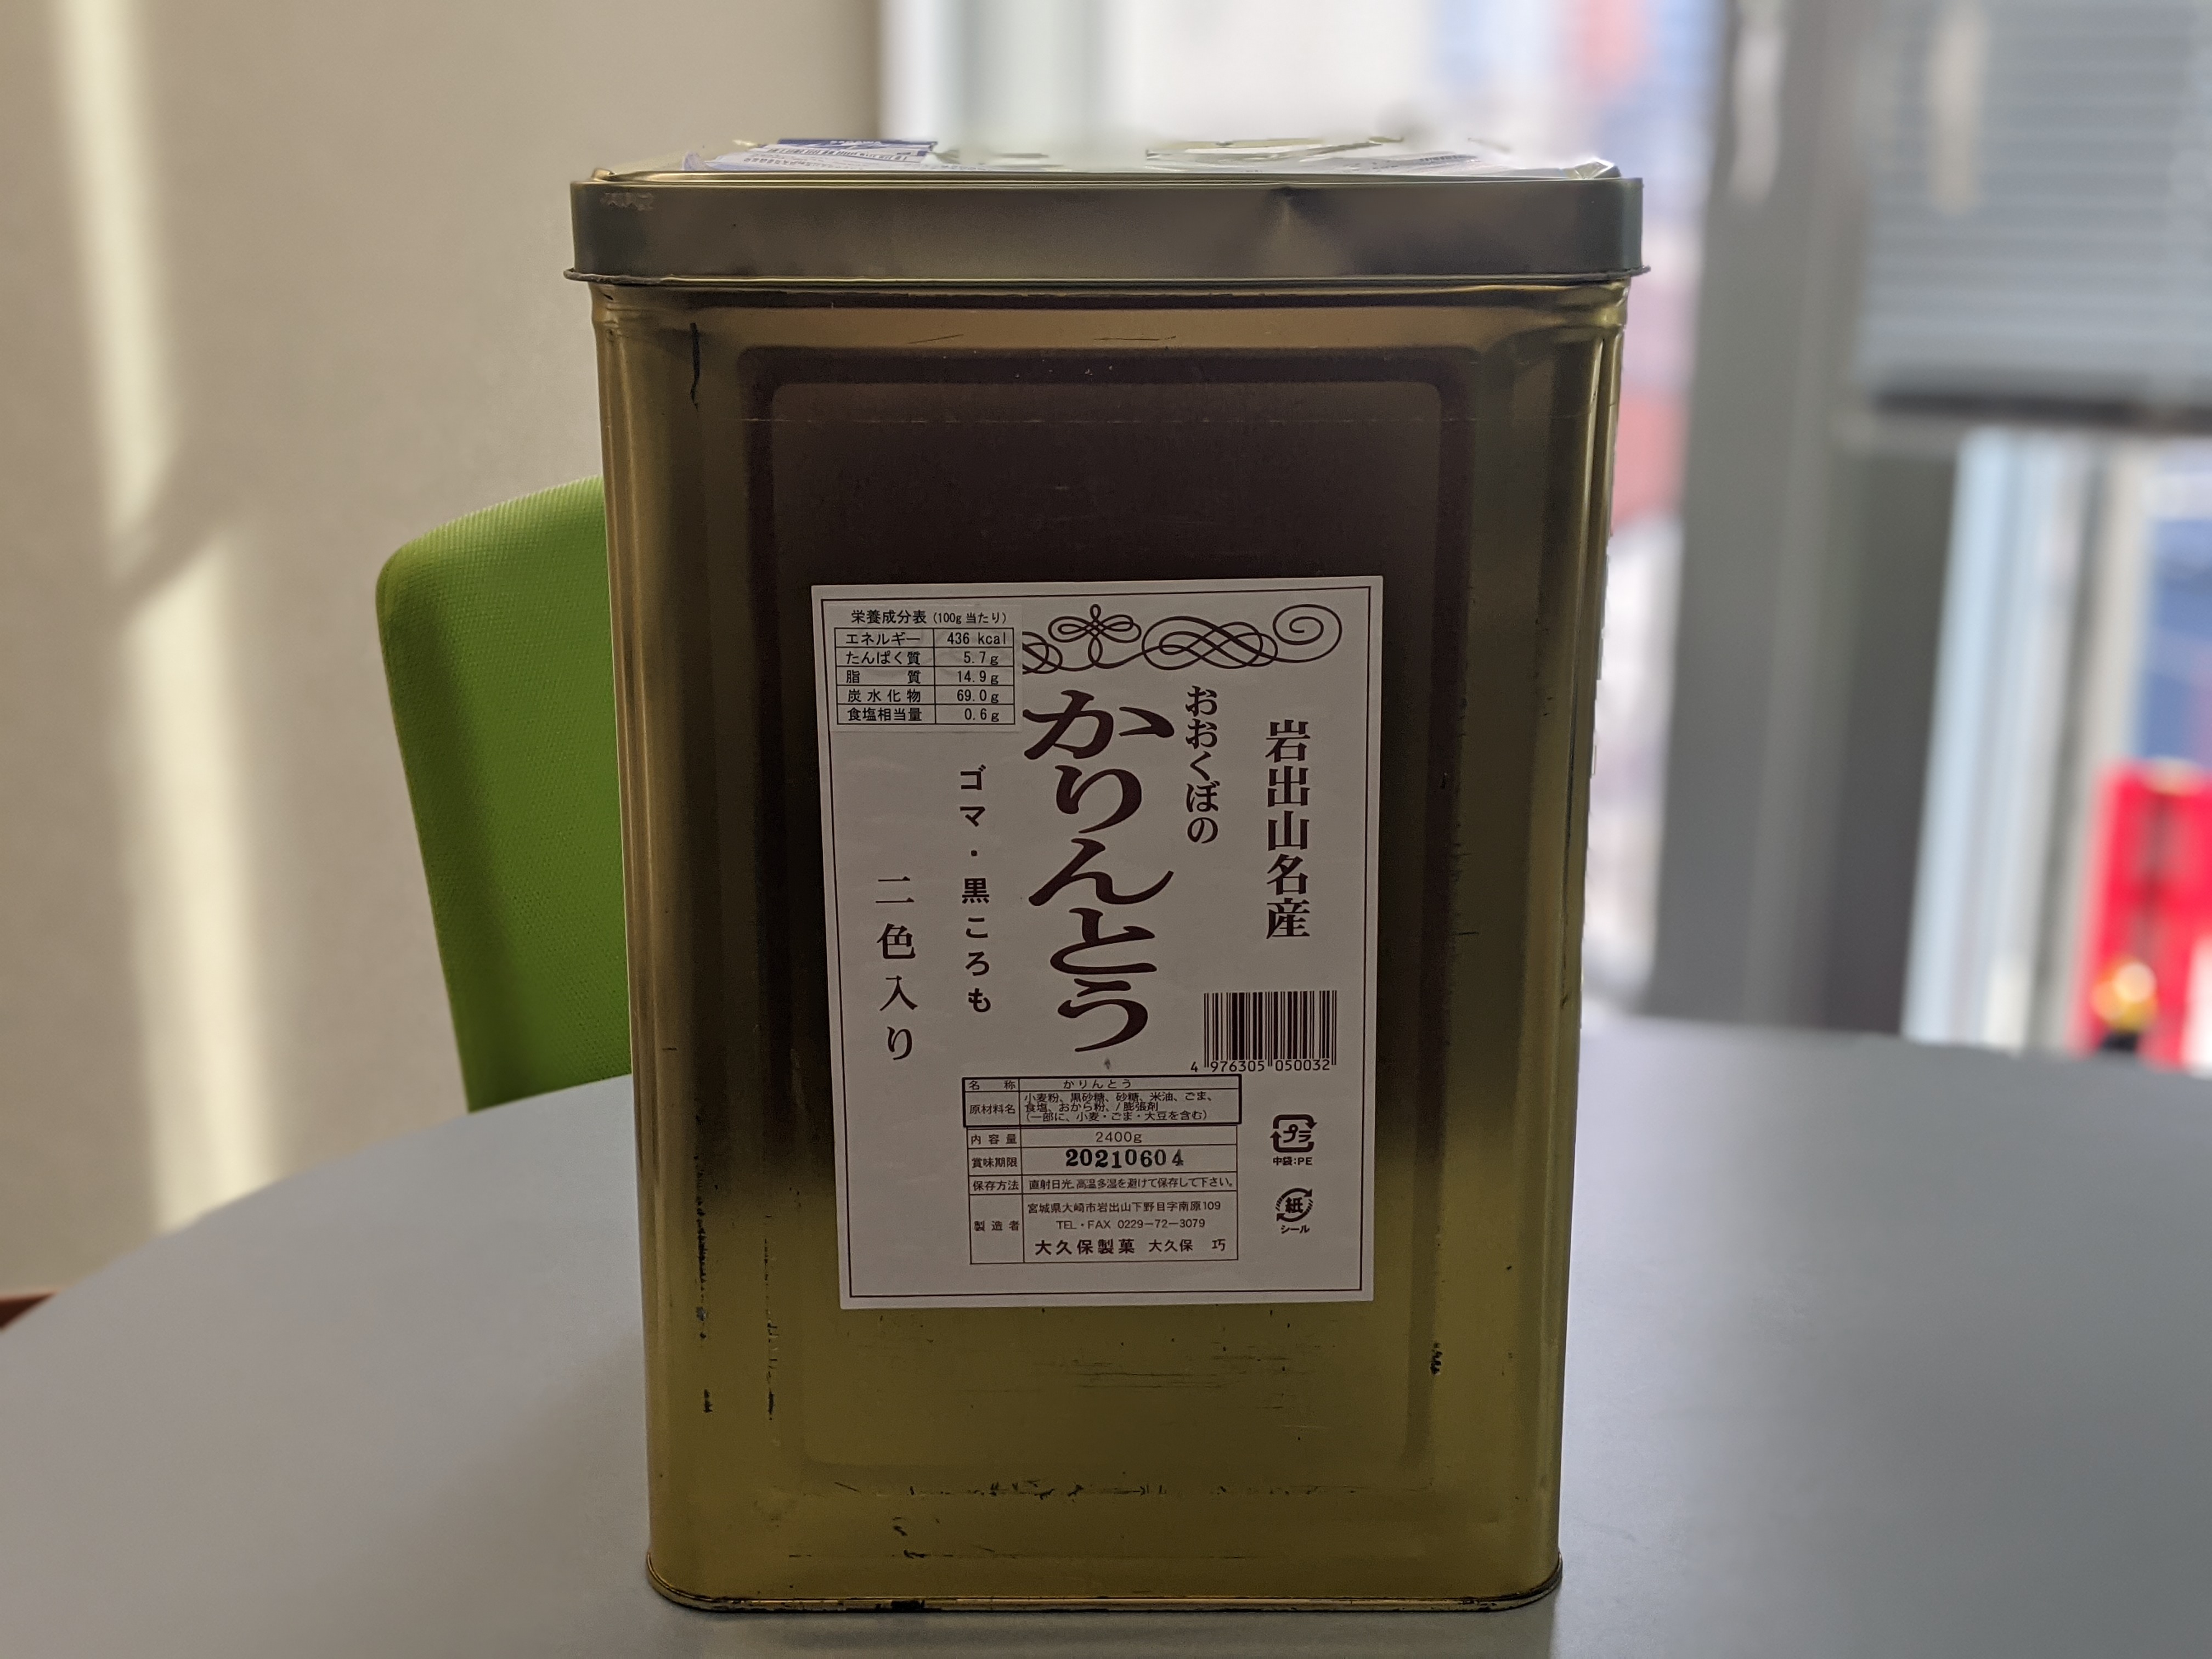 岩出山名産
おおくぼの
かりんとう
ゴマ・黒ころも
二色入り
栄養成分表(100g当たり)
エネルギー 436 kcal
たんぱく質 5.7g
脂質 14.9g
炭水化物 69.0g
食塩相当量 0.6g
4 976305 050032
名称 かりんとう
原材料名 小麦粉、黒砂糖、砂糖、米油、ごま、
食塩、おから粉、/膨張剤
(一部に、小麦・ごま・大豆を含む)
内容量 2400g
賞味期限 20210604
保存方法 直射日光、高温多湿を避けて保存して下さい。
製造者 宮城県大崎市岩出山下野目字南原109
TEL・FAX 0229-72-3079
大久保製菓 大久保 巧
プラ
中袋:PE
紙
シール